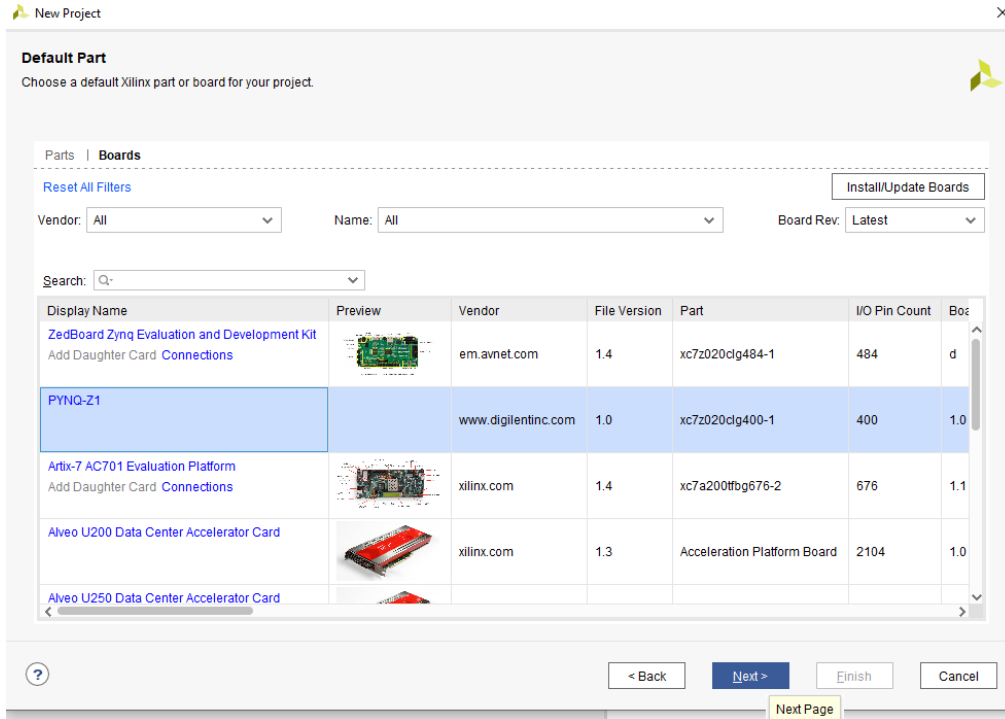 New Project
Default Part
Choose a default Xilinx part or board for your project.
Parts | Boards
Reset All Filters
Install/Update Boards
Vendor: All
Name: All
Board Rev: Latest
Search:
Display Name Preview Vendor File Version Part I/O Pin Count Boa
ZedBoard Zynq Evaluation and Development Kit
Add Daughter Card Connections
em.avnet.com 1.4 xc7z020clg484-1 484 d
PYNQ-Z1
www.digilentinc.com 1.0 xc7z020clg400-1 400 1.0
Artix-7 AC701 Evaluation Platform
Add Daughter Card Connections
xilinx.com 1.4 xc7a200tfbg676-2 676 1.1
Alveo U200 Data Center Accelerator Card
xilinx.com 1.3 Acceleration Platform Board 2104 1.0
Alveo U250 Data Center Accelerator Card
?
< Back
Next >
Finish
Cancel
Next Page